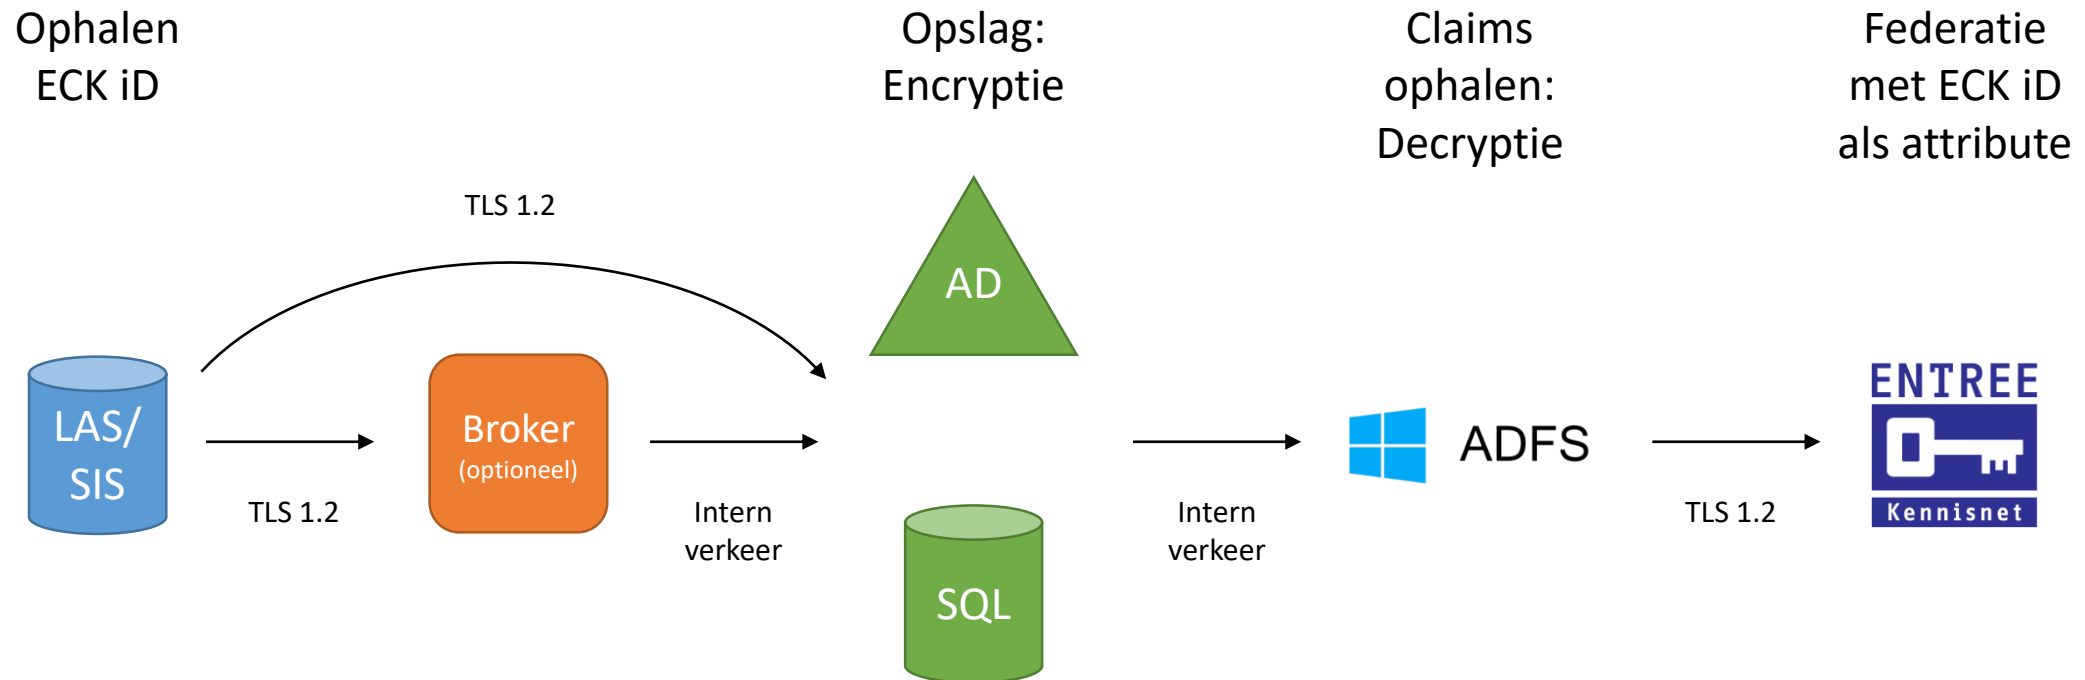 Ophalen
ECK iD
Opslag:
Encryptie
Claims
ophalen:
Decryptie
Federatie
met ECK iD
als attribute
TLS 1.2
AD
LAS/
SIS
TLS 1.2
Broker
(optioneel)
Intern
verkeer
SQL
Intern
verkeer
ADFS
TLS 1.2
ENTREE
Kennisnet